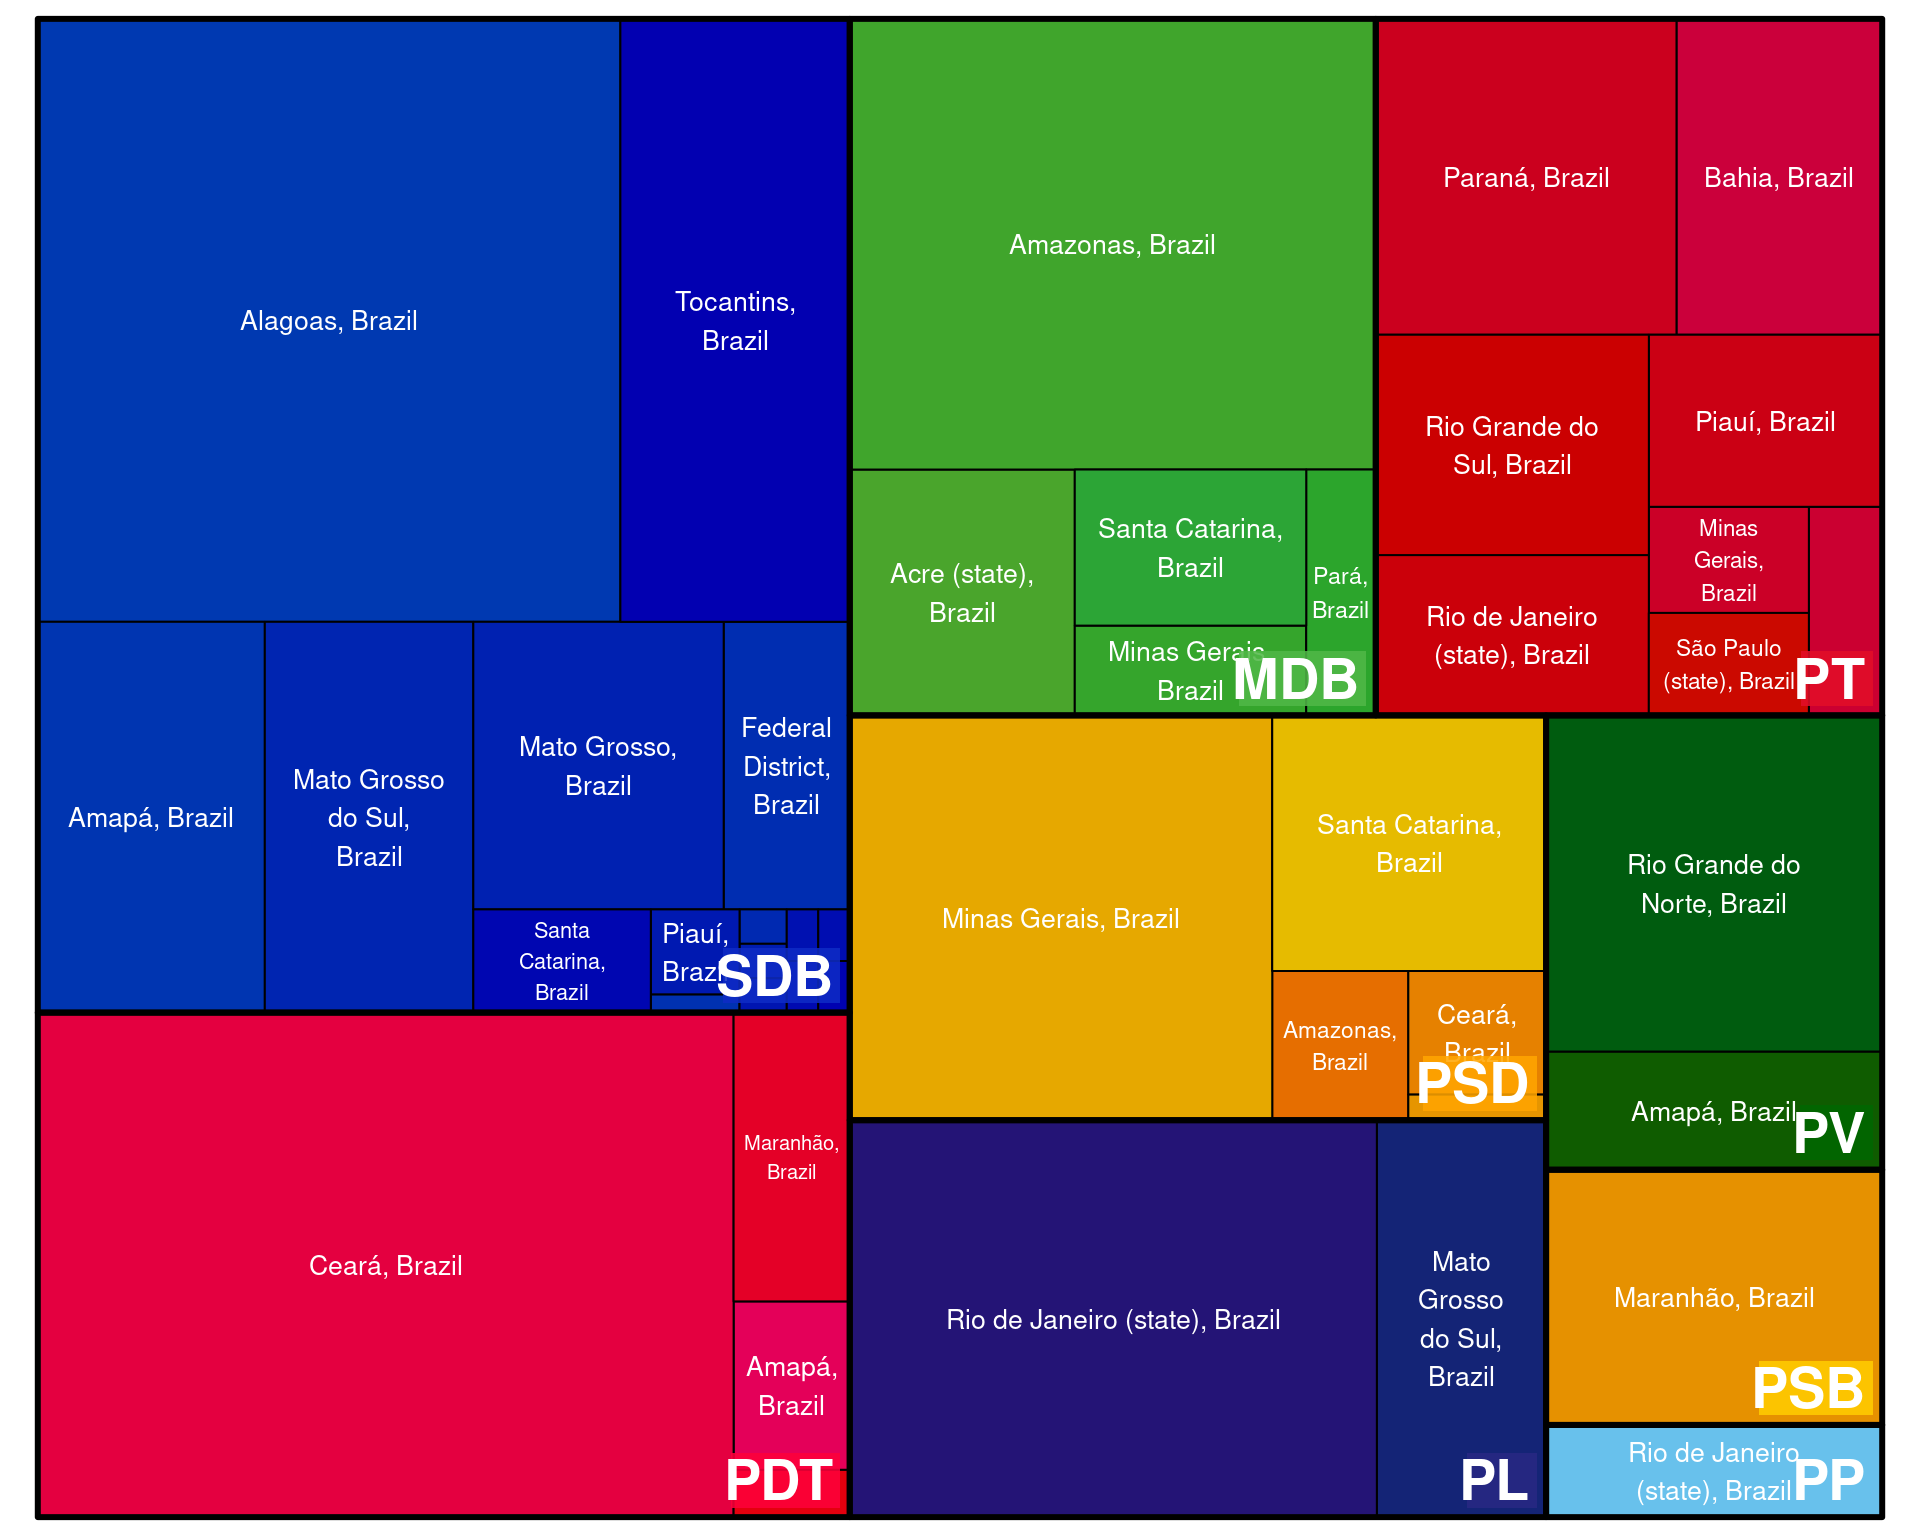 Alagoas, Brazil
Tocantins,
Brazil
Amapá, Brazil
Mato Grosso
do Sul,
Brazil
Mato Grosso,
Brazil
Federal
District,
Brazil
Santa
Catarina,
Brazil
Piauí,
Brazil
SDB
Ceará, Brazil
Maranhão,
Brazil
Amapá,
Brazil
PDT
Amazonas, Brazil
Acre (state),
Brazil
Santa Catarina,
Brazil
Minas Gerais,
Brazil
Pará,
Brazil
MDB
Paraná, Brazil
Bahia, Brazil
Rio Grande do
Sul, Brazil
Piauí, Brazil
Rio de Janeiro
(state), Brazil
Minas
Gerais,
Brazil
São Paulo
(state), Brazil
PT
Minas Gerais, Brazil
Santa Catarina,
Brazil
Amazonas,
Brazil
Ceará,
Brazil
PSD
Rio de Janeiro (state), Brazil
Mato
Grosso
do Sul,
Brazil
PL
Rio Grande do
Norte, Brazil
Amapá, Brazil
PV
Maranhão, Brazil
PSB
Rio de Janeiro
(state), Brazil
PP